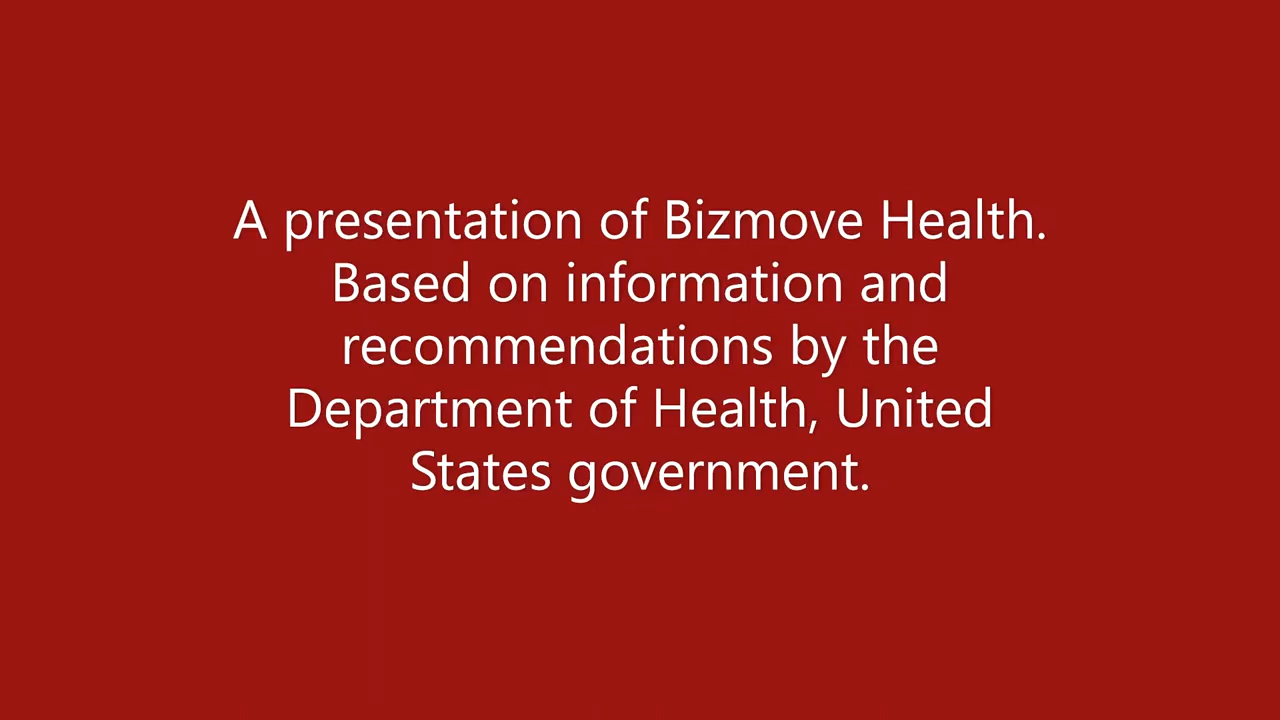 A presentation of Bizmove Health.
Based on information and
recommendations by the
Department of Health, United
States government.